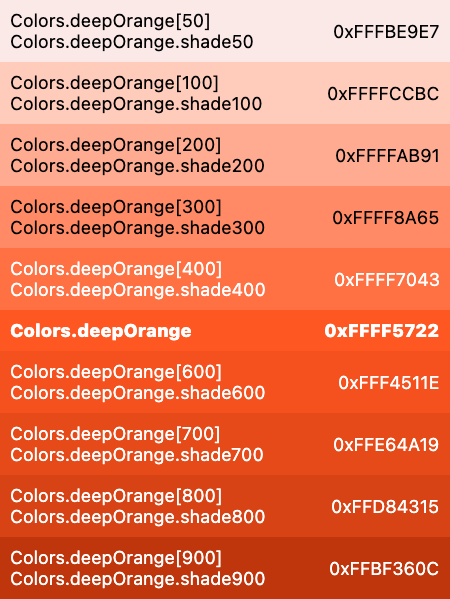 Colors.deepOrange[50]
Colors.deepOrange.shade50
0xFFFBE9E7
Colors.deepOrange[100]
Colors.deepOrange.shade100
0xFFFFCCBC
Colors.deepOrange[200]
Colors.deepOrange.shade200
0xFFFFAB91
Colors.deepOrange[300]
Colors.deepOrange.shade300
0xFFFF8A65
Colors.deepOrange[400]
Colors.deepOrange.shade400
0xFFFF7043
Colors.deepOrange
0xFFFF5722
Colors.deepOrange[600]
Colors.deepOrange.shade600
0xFFF4511E
Colors.deepOrange[700]
Colors.deepOrange.shade700
0xFFE64A19
Colors.deepOrange[800]
Colors.deepOrange.shade800
0xFFD84315
Colors.deepOrange[900]
Colors.deepOrange.shade900
0xFFBF360C